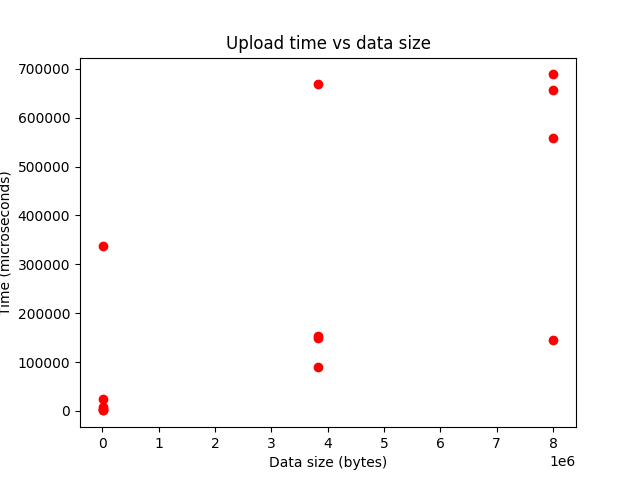 Upload time vs data size
700000
600000
500000
400000
300000
200000
100000
0
Time (microseconds)
0 1 2 3 4 5 6 7 8
1e6
Data size (bytes)